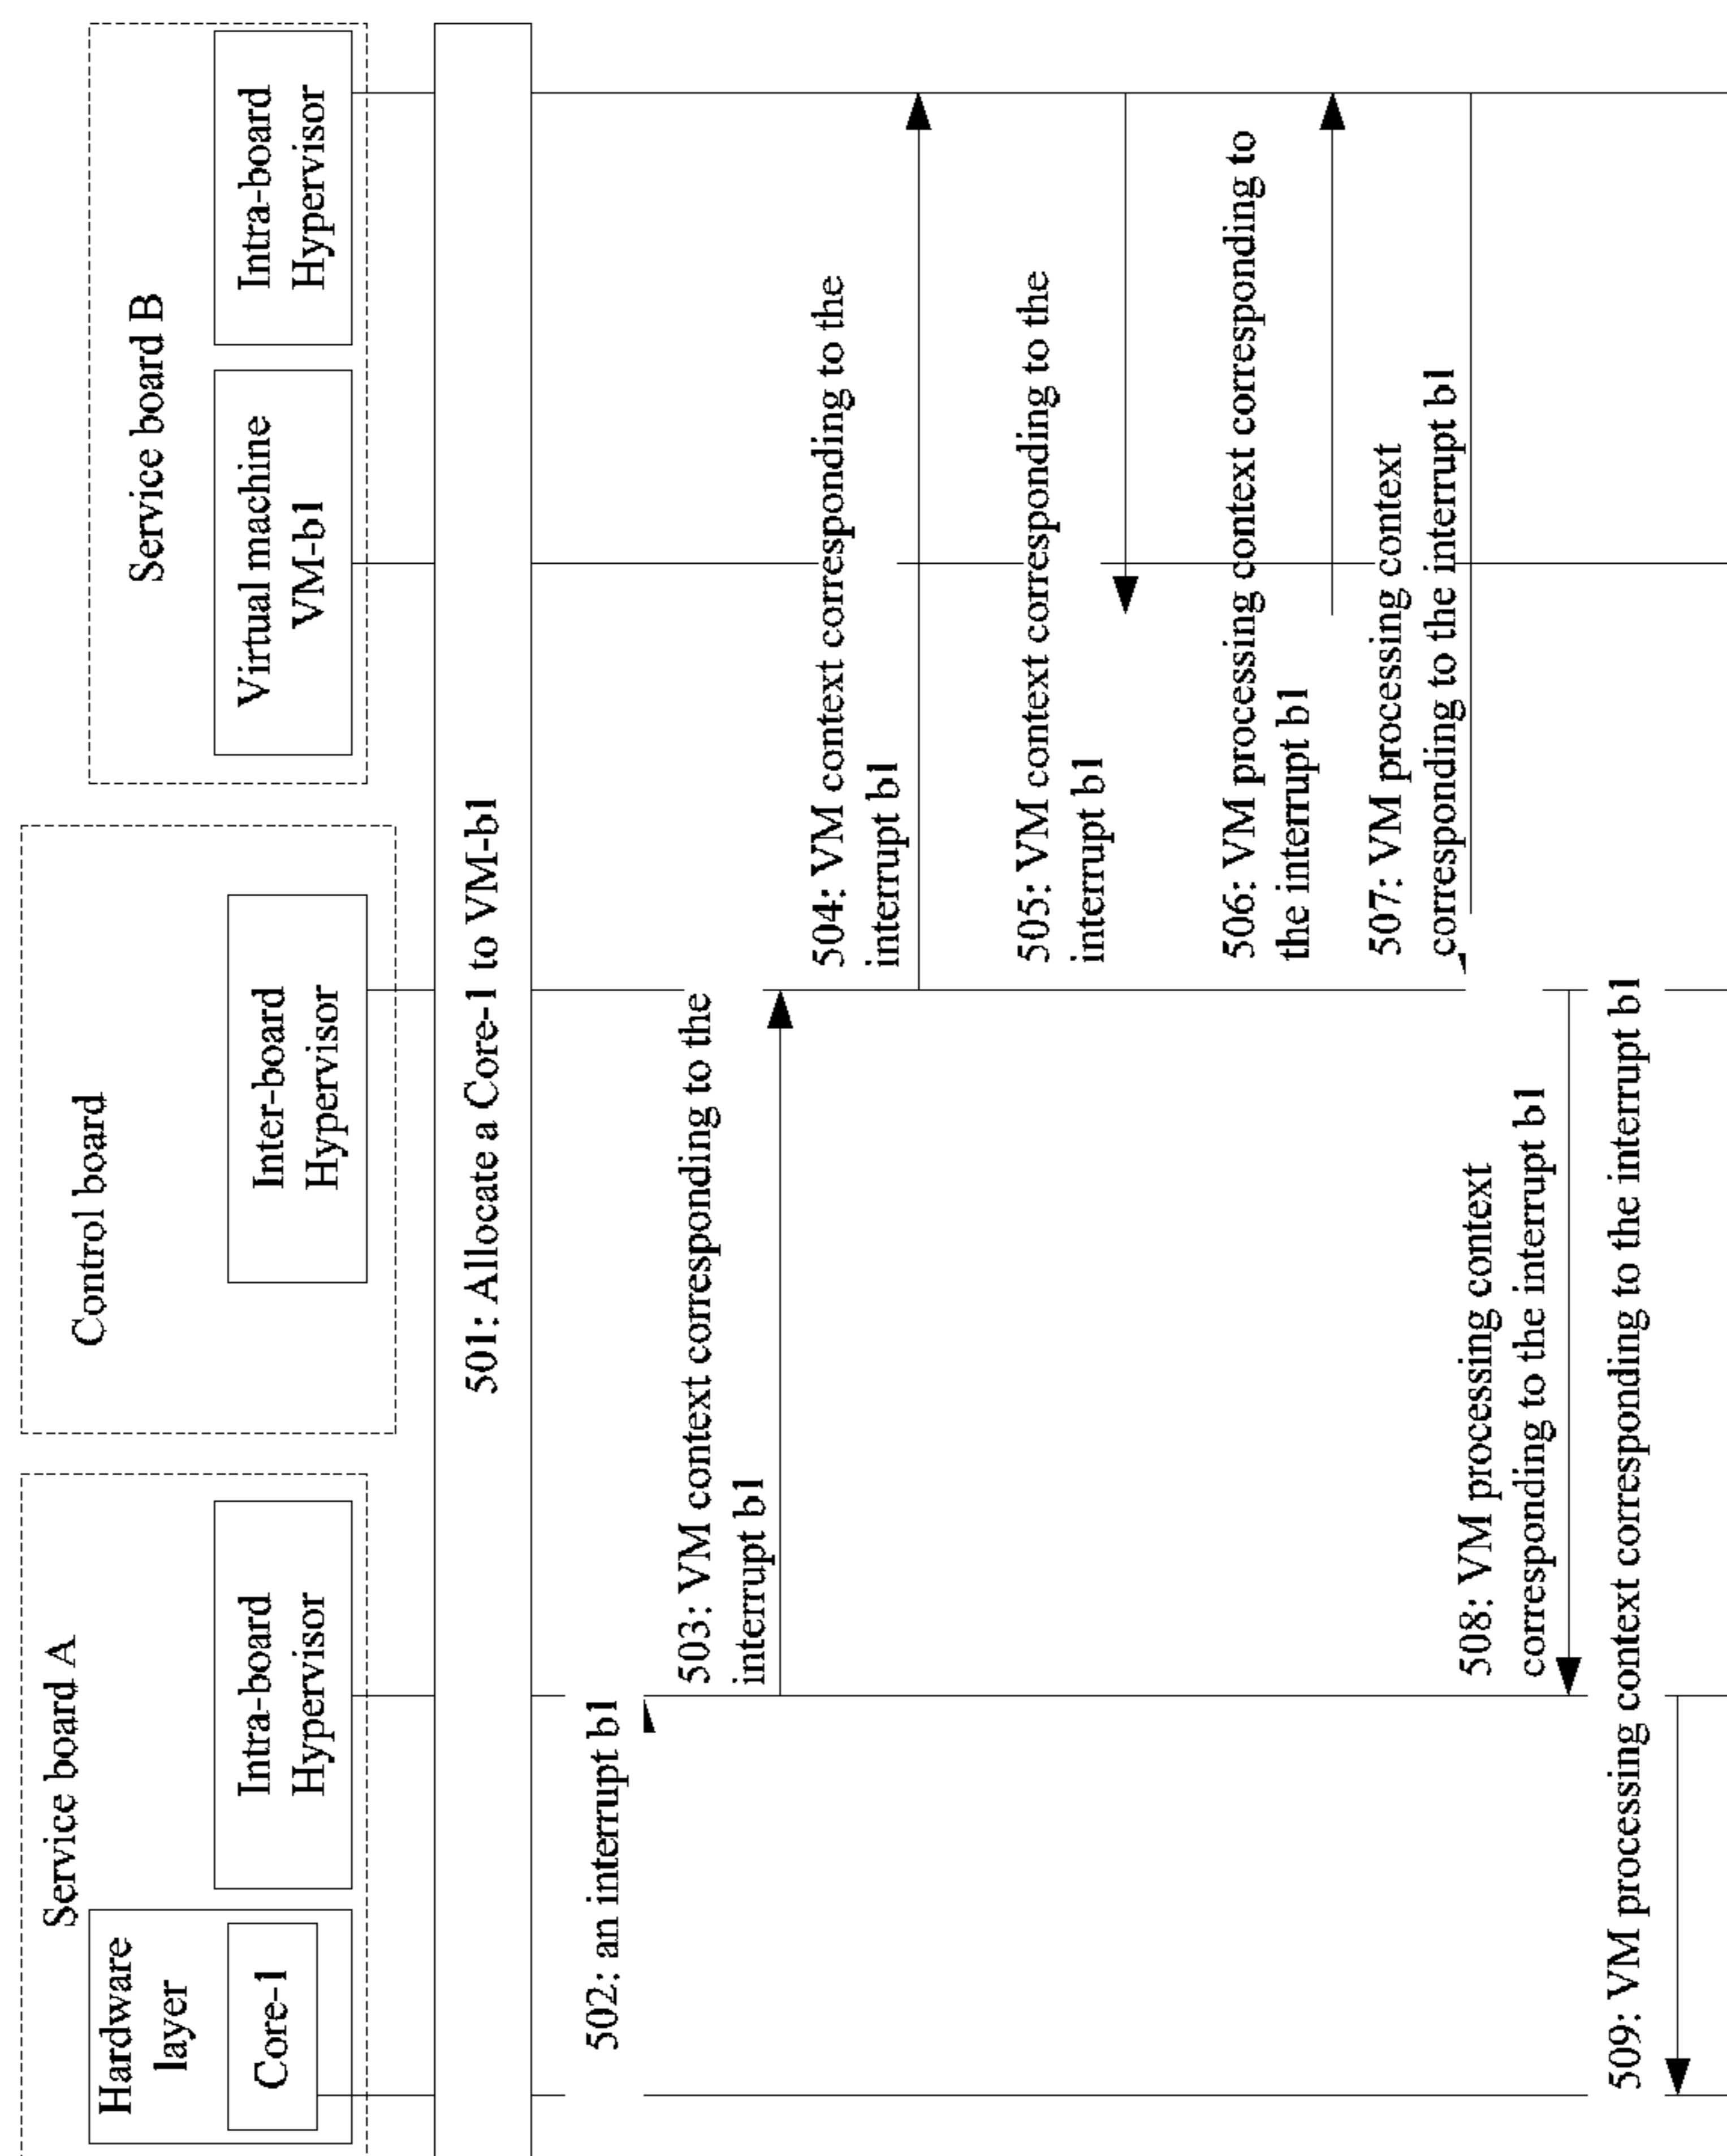 Service board A
Hardware
layer
Core-1
Intra-board
Hypervisor
Control board
Inter-board
Hypervisor
Service board B
Virtual machine
VM-b1
Intra-board
Hypervisor
501: Allocate a Core-1 to VM-b1
502: an interrupt b1
503: VM context corresponding to the
interrupt b1
504: VM context corresponding to the
interrupt b1
505: VM context corresponding to the
interrupt b1
506: VM processing context corresponding to
the interrupt b1
507: VM processing context
corresponding to the interrupt b1
508: VM processing context
corresponding to the interrupt b1
509: VM processing context corresponding to the interrupt b1